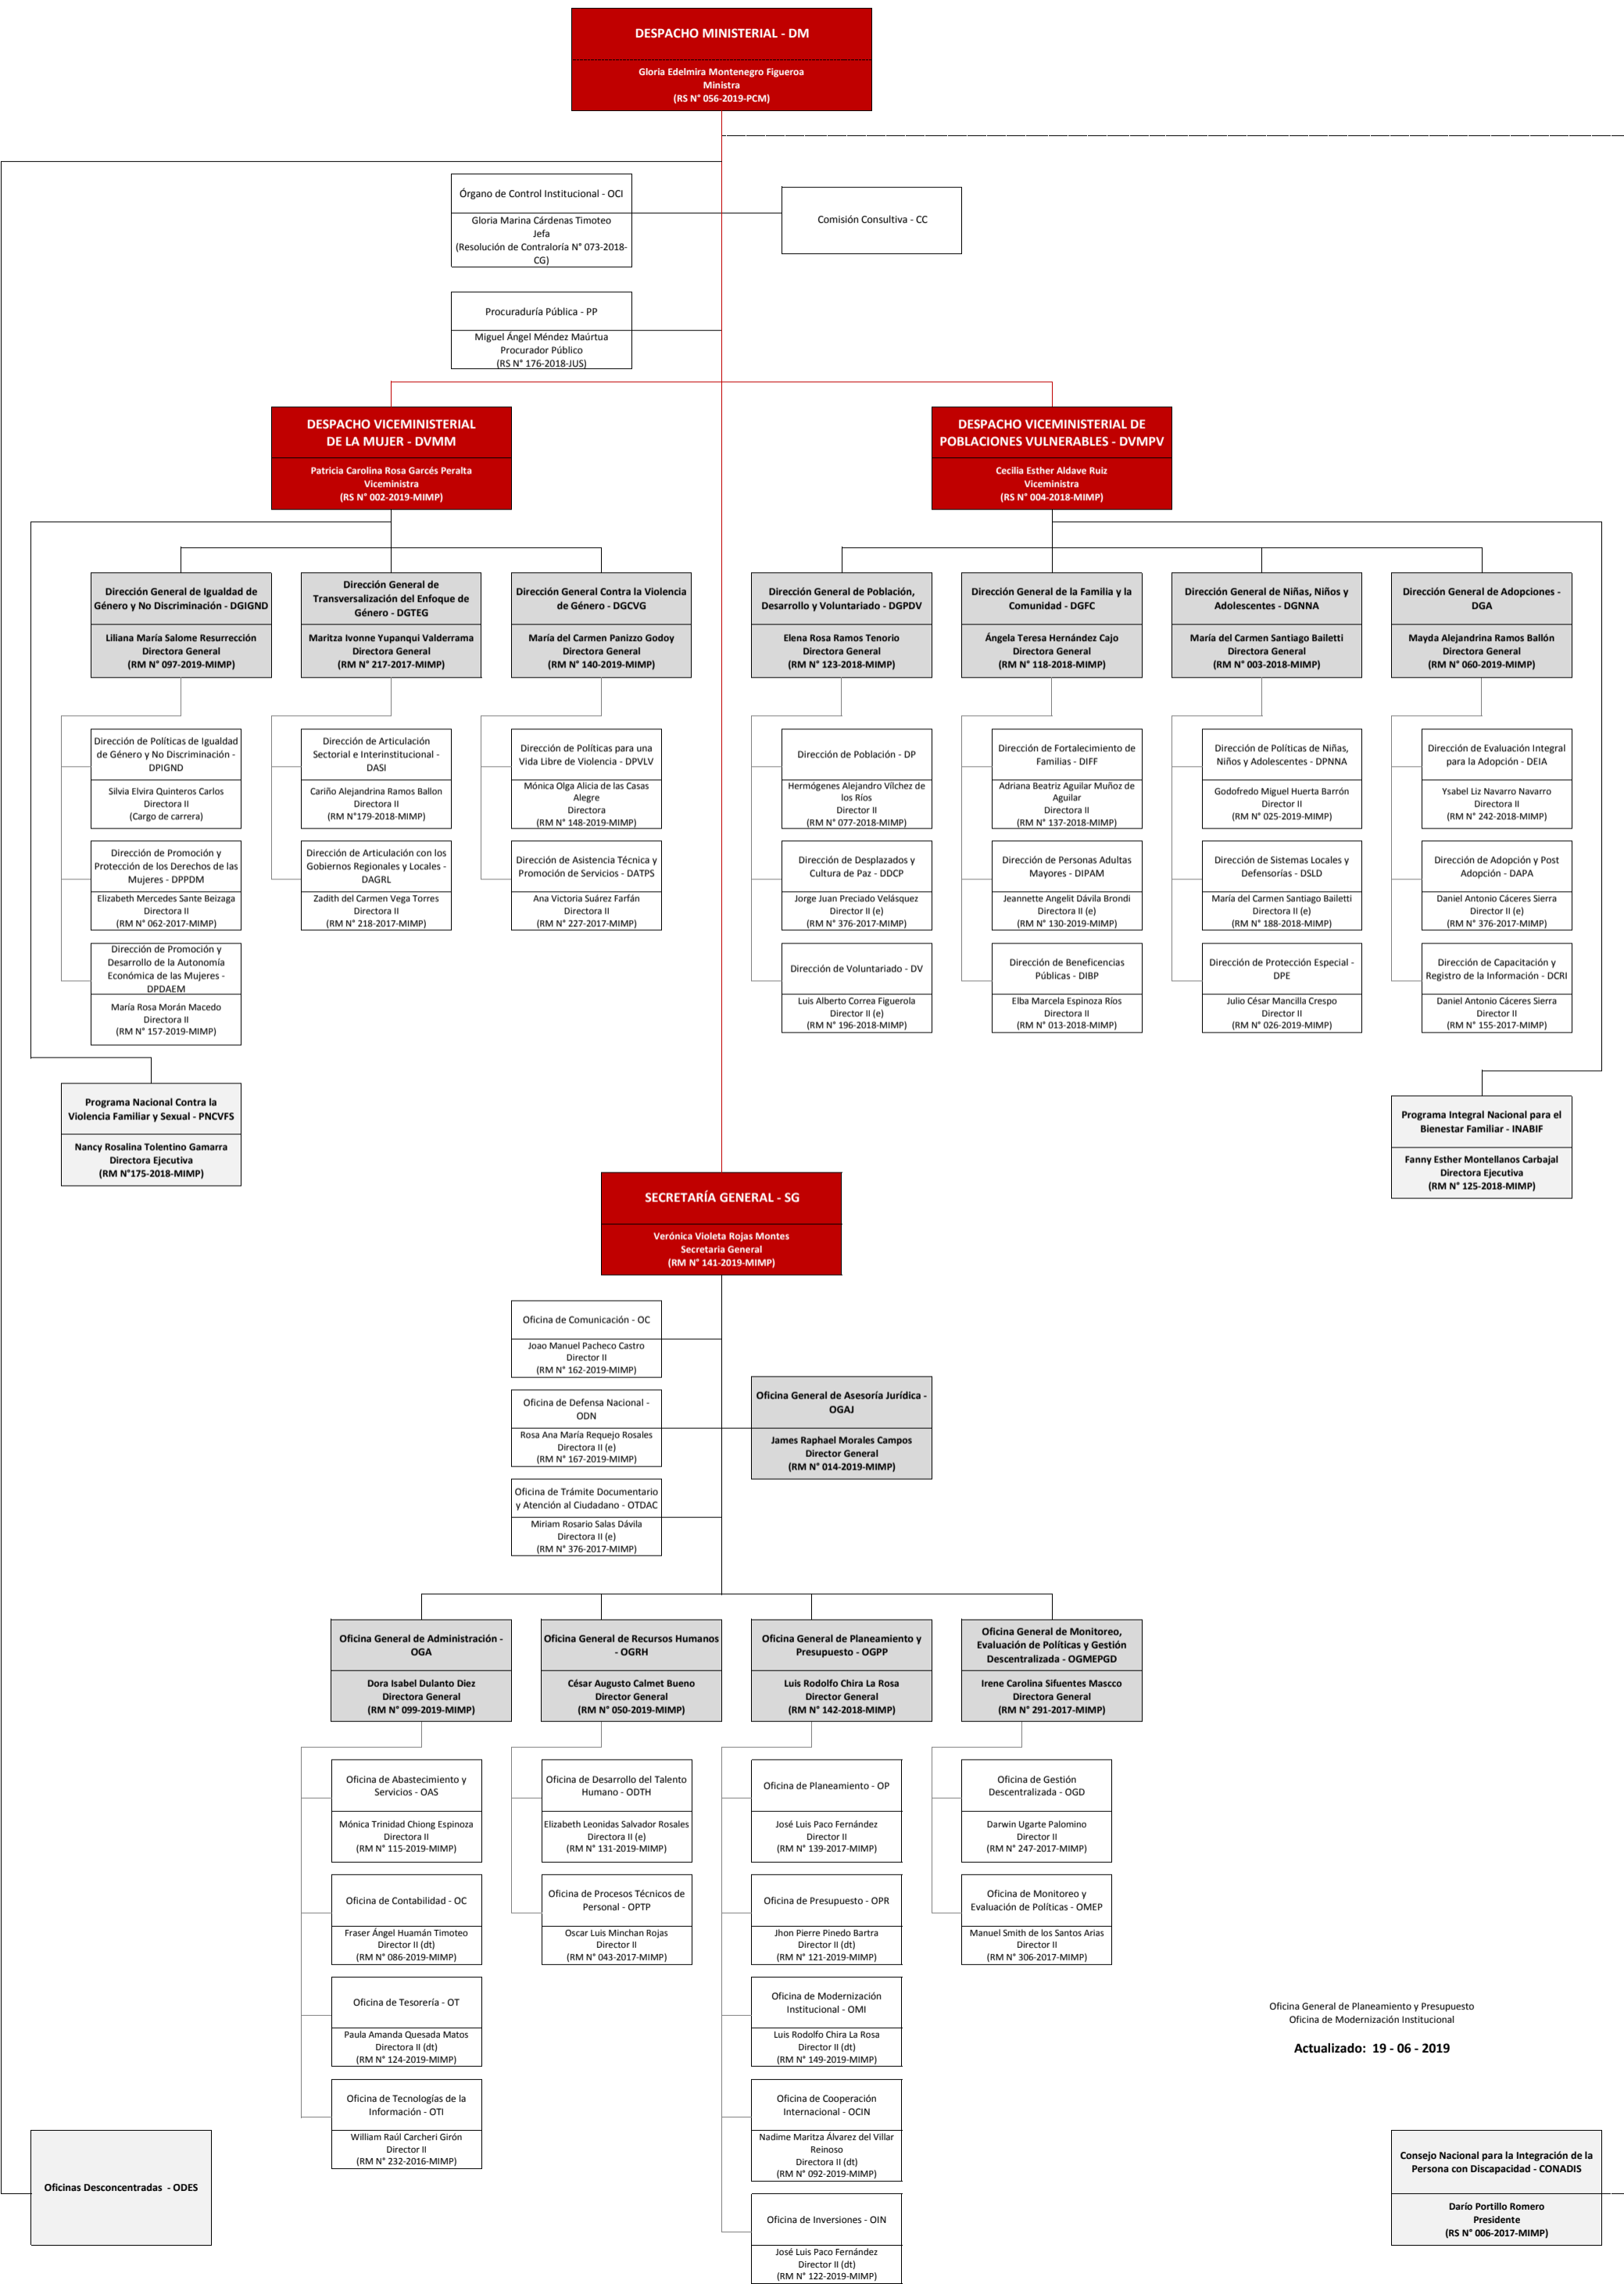 DESPACHO MINISTERIAL - DM
Gloria Edelmira Montenegro Figueroa
Ministra
(RS N° 056-2019-PCM)
Órgano de Control Institucional - OCI
Gloria Marina Cárdenas Timoteo
Jefa
(Resolución de Contraloría N° 073-2018-
CG)
Comisión Consultiva - CC
Procuraduría Pública - PP
Miguel Ángel Méndez Maúrtua
Procurador Público
(RS N° 176-2018-JUS)
DESPACHO VICEMINISTERIAL
DE LA MUJER - DVMM
Patricia Carolina Rosa Garcés Peralta
Viceministra
(RS N° 002-2019-MIMP)
DESPACHO VICEMINISTERIAL DE
POBLACIONES VULNERABLES - DVMPV
Cecilia Esther Aldave Ruiz
Viceministra
(RS N° 004-2018-MIMP)
Dirección General de Igualdad de
Género y No Discriminación - DGIGND
Liliana María Salome Resurrección
Directora General
(RM N° 097-2019-MIMP)
Dirección General de
Transversalización del Enfoque de
Género - DGTEG
Maritza Ivonne Yupanqui Valderrama
Directora General
(RM N° 217-2017-MIMP)
Dirección General Contra la Violencia
de Género - DGCVG
María del Carmen Panizzo Godoy
Directora General
(RM N° 140-2019-MIMP)
Dirección General de Población,
Desarrollo y Voluntariado - DGPDV
Elena Rosa Ramos Tenorio
Directora General
(RM N° 123-2018-MIMP)
Dirección General de la Familia y la
Comunidad - DGFC
Ángela Teresa Hernández Cajo
Directora General
(RM N° 118-2018-MIMP)
Dirección General de Niñas, Niños y
Adolescentes - DGNNA
María del Carmen Santiago Bailetti
Directora General
(RM N° 003-2018-MIMP)
Dirección General de Adopciones -
DGA
Mayda Alejandrina Ramos Ballón
Directora General
(RM N° 060-2019-MIMP)
Dirección de Políticas de Igualdad
de Género y No Discriminación -
DPIGND
Silvia Elvira Quinteros Carlos
Directora II
(Cargo de carrera)
Dirección de Articulación
Sectorial e Interinstitucional -
DASI
Cariño Alejandrina Ramos Ballon
Directora II
(RM N°179-2018-MIMP)
Dirección de Políticas para una
Vida Libre de Violencia - DPVLV
Mónica Olga Alicia de las Casas
Alegre
Directora
(RM N° 148-2019-MIMP)
Dirección de Población - DP
Hermógenes Alejandro Vílchez de
los Ríos
Director II
(RM N° 077-2018-MIMP)
Dirección de Fortalecimiento de
Familias - DIFF
Adriana Beatriz Aguilar Muñoz de
Aguilar
Directora II
(RM N° 137-2018-MIMP)
Dirección de Políticas de Niñas,
Niños y Adolescentes - DPNNA
Godofredo Miguel Huerta Barrón
Director II
(RM N° 025-2019-MIMP)
Dirección de Evaluación Integral
para la Adopción - DEIA
Ysabel Liz Navarro Navarro
Directora II
(RM N° 242-2018-MIMP)
Dirección de Promoción y
Protección de los Derechos de las
Mujeres - DPPDM
Elizabeth Mercedes Sante Beizaga
Directora II
(RM N° 062-2017-MIMP)
Dirección de Articulación con los
Gobiernos Regionales y Locales -
DAGRL
Zadith del Carmen Vega Torres
Directora II
(RM N° 218-2017-MIMP)
Dirección de Asistencia Técnica y
Promoción de Servicios - DATPS
Ana Victoria Suárez Farfán
Directora II
(RM N° 227-2017-MIMP)
Dirección de Desplazados y
Cultura de Paz - DDCP
Jorge Juan Preciado Velásquez
Director II (e)
(RM N° 376-2017-MIMP)
Dirección de Personas Adultas
Mayores - DIPAM
Jeannette Angelit Dávila Brondi
Directora II (e)
(RM N° 130-2019-MIMP)
Dirección de Sistemas Locales y
Defensorías - DSLD
María del Carmen Santiago Bailetti
Directora II (e)
(RM N° 188-2018-MIMP)
Dirección de Adopción y Post
Adopción - DAPA
Daniel Antonio Cáceres Sierra
Director II (e)
(RM N° 376-2017-MIMP)
Dirección de Promoción y
Desarrollo de la Autonomía
Económica de las Mujeres -
DPDAEM
María Rosa Morán Macedo
Directora II
(RM N° 157-2019-MIMP)
Dirección de Voluntariado - DV
Luis Alberto Correa Figuerola
Director II (e)
(RM N° 196-2018-MIMP)
Dirección de Beneficencias
Públicas - DIBP
Elba Marcela Espinoza Ríos
Directora II
(RM N° 013-2018-MIMP)
Dirección de Protección Especial -
DPE
Julio César Mancilla Crespo
Director II
(RM N° 026-2019-MIMP)
Dirección de Capacitación y
Registro de la Información - DCRI
Daniel Antonio Cáceres Sierra
Director II
(RM N° 155-2017-MIMP)
Programa Nacional Contra la
Violencia Familiar y Sexual - PNCVFS
Nancy Rosalina Tolentino Gamarra
Directora Ejecutiva
(RM N°175-2018-MIMP)
Programa Integral Nacional para el
Bienestar Familiar - INABIF
Fanny Esther Montellanos Carbajal
Directora Ejecutiva
(RM N° 125-2018-MIMP)
SECRETARÍA GENERAL - SG
Verónica Violeta Rojas Montes
Secretaria General
(RM N° 141-2019-MIMP)
Oficina de Comunicación - OC
Joao Manuel Pacheco Castro
Director II
(RM N° 162-2019-MIMP)
Oficina de Defensa Nacional -
ODN
Rosa Ana María Requejo Rosales
Directora II (e)
(RM N° 167-2019-MIMP)
Oficina General de Asesoría Jurídica -
OGAJ
James Raphael Morales Campos
Director General
(RM N° 014-2019-MIMP)
Oficina de Trámite Documentario
y Atención al Ciudadano - OTDAC
Miriam Rosario Salas Dávila
Directora II (e)
(RM N° 376-2017-MIMP)
Oficina General de Administración -
OGA
Dora Isabel Dulanto Diez
Directora General
(RM N° 099-2019-MIMP)
Oficina General de Recursos Humanos
- OGRH
César Augusto Calmet Bueno
Director General
(RM N° 050-2019-MIMP)
Oficina General de Planeamiento y
Presupuesto - OGPP
Luis Rodolfo Chira La Rosa
Director General
(RM N° 142-2018-MIMP)
Oficina General de Monitoreo,
Evaluación de Políticas y Gestión
Descentralizada - OGMEPGD
Irene Carolina Sifuentes Mascco
Directora General
(RM N° 291-2017-MIMP)
Oficina de Abastecimiento y
Servicios - OAS
Mónica Trinidad Chiong Espinoza
Directora II
(RM N° 115-2019-MIMP)
Oficina de Desarrollo del Talento
Humano - ODTH
Elizabeth Leonidas Salvador Rosales
Directora II (e)
(RM N° 131-2019-MIMP)
Oficina de Planeamiento - OP
José Luis Paco Fernández
Director II
(RM N° 139-2017-MIMP)
Oficina de Gestión
Descentralizada - OGD
Darwin Ugarte Palomino
Director II
(RM N° 247-2017-MIMP)
Oficina de Contabilidad - OC
Fraser Ángel Huamán Timoteo
Director II (dt)
(RM N° 086-2019-MIMP)
Oficina de Procesos Técnicos de
Personal - OPTP
Oscar Luis Minchan Rojas
Director II
(RM N° 043-2017-MIMP)
Oficina de Presupuesto - OPR
Jhon Pierre Pinedo Bartra
Director II (dt)
(RM N° 121-2019-MIMP)
Oficina de Monitoreo y
Evaluación de Políticas - OMEP
Manuel Smith de los Santos Arias
Director II
(RM N° 306-2017-MIMP)
Oficina de Tesorería - OT
Paula Amanda Quesada Matos
Directora II (dt)
(RM N° 124-2019-MIMP)
Oficina de Modernización
Institucional - OMI
Luis Rodolfo Chira La Rosa
Director II (dt)
(RM N° 149-2019-MIMP)
Oficina General de Planeamiento y Presupuesto
Oficina de Modernización Institucional
Actualizado: 19 - 06 - 2019
Oficina de Tecnologías de la
Información - OTI
William Raúl Carcheri Girón
Director II
(RM N° 232-2016-MIMP)
Oficina de Cooperación
Internacional - OCIN
Nadime Maritza Álvarez del Villar
Reinoso
Directora II (dt)
(RM N° 092-2019-MIMP)
Oficinas Desconcentradas - ODES
Oficina de Inversiones - OIN
José Luis Paco Fernández
Director II (dt)
(RM N° 122-2019-MIMP)
Consejo Nacional para la Integración de la
Persona con Discapacidad - CONADIS
Darío Portillo Romero
Presidente
(RS N° 006-2017-MIMP)